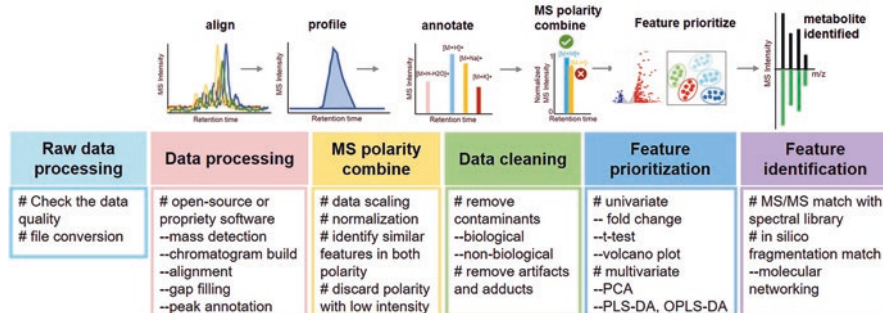 align
profile
annotate
MS polarity
combine
Feature prioritize
metabolite
identified
MS Intensity
Retention time
MS Intensity
Retention time
MS Intensity
[M+H-H2O]+
[M+H]+
[M+Na]+
[M+K]+
Retention time
Normalized
MS Intensity
1
0
[M+H]+
[M-H]-
Retention time
MS Intensity
m/z
Raw data
processing
# Check the data
quality
# file conversion
Data processing
# open-source or
propriety software
--mass detection
--chromatogram build
--alignment
--gap filling
--peak annotation
MS polarity
combine
# data scaling
# normalization
# identify similar
features in both
polarity
# discard polarity
with low intensity
Data cleaning
# remove
contaminants
--biological
--non-biological
# remove artifacts
and adducts
Feature
prioritization
# univariate
-- fold change
--t-test
--volcano plot
# multivariate
--PCA
--PLS-DA, OPLS-DA
Feature
identification
# MS/MS match with
spectral library
# in silico
fragmentation match
--molecular
networking